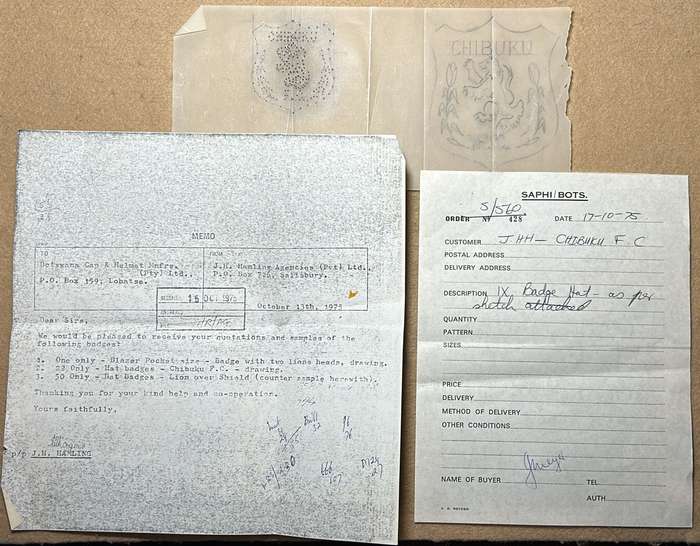 CHIBUKU
MEMO
TO
FROM
Botswana Cap & Helmet Mnfrs.
(Pty) Ltd.,
P.O. Box 159, Lobatse.
J.H. Hamling Agencies (Pvt) Ltd.,
P.O. Box 726, Salisbury.
15 OCT. 1975
October 13th, 1975
Dear Sirs,
We would be pleased to receive your quotations and samples of the
following badges:
1. One only - Blazer Pocket size - Badge with two lions heads, drawing.
2. 22 Only - Hat badges - Chibuku F.C. - drawing.
3. 50 Only - Hat Badges - Lion over Shield (counter sample herewith).
Thanking you for your kind help and co-operation.
Yours faithfully,
p/p J.H. HAMLING
SAPHI/BOTS.
S/560
ORDER Nº 428 DATE 17-10-75
CUSTOMER JHH - CHIBUKU F.C
POSTAL ADDRESS
DELIVERY ADDRESS
DESCRIPTION 1X Badge Hat - as per
sketch attached
QUANTITY
PATTERN
SIZES
PRICE
DELIVERY
METHOD OF DELIVERY
OTHER CONDITIONS
NAME OF BUYER
TEL
AUTH